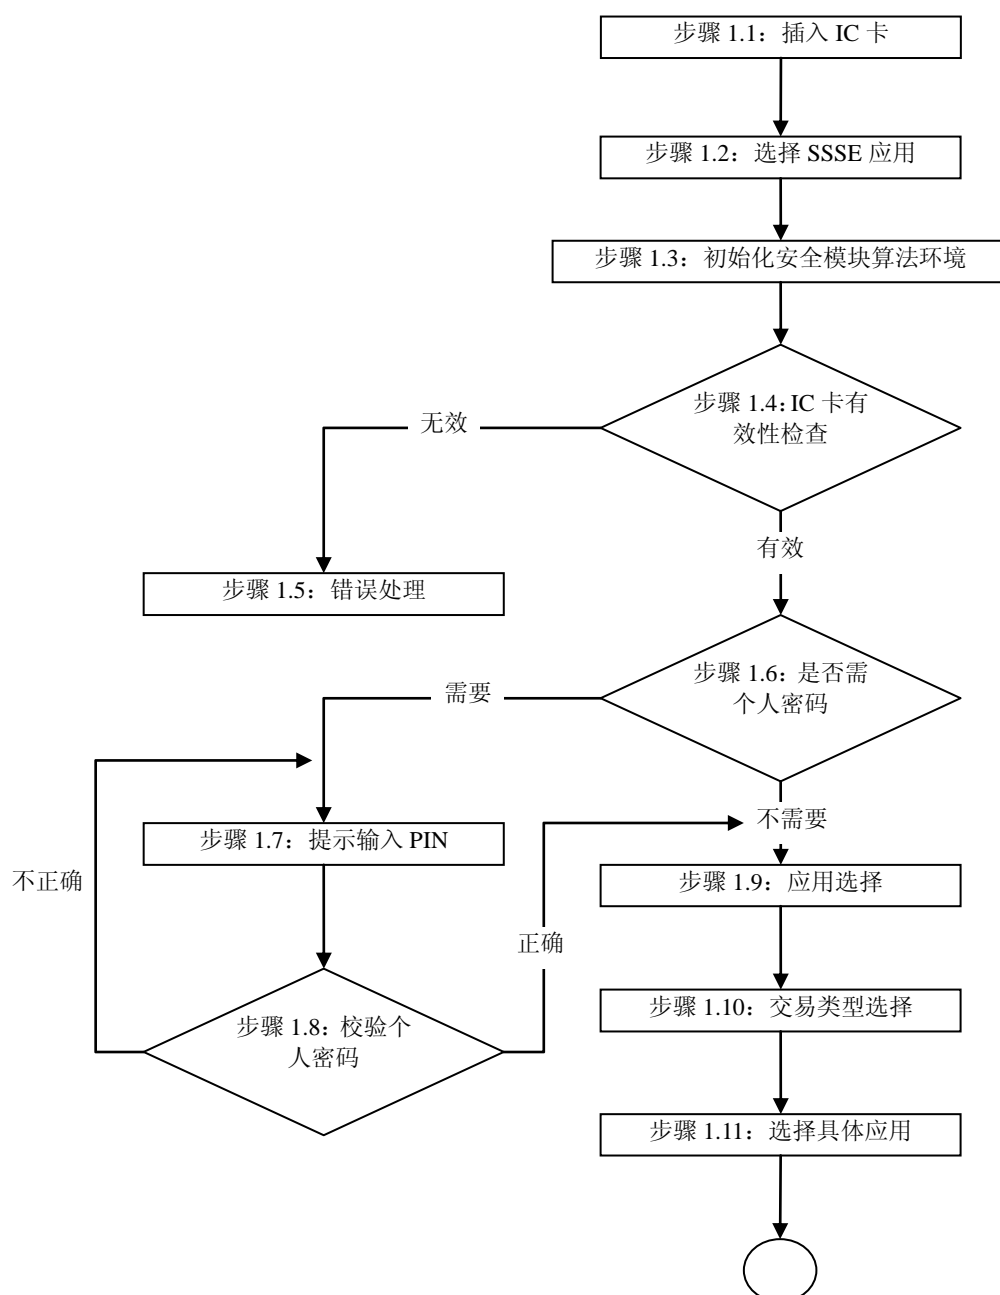 步骤 1.1：插入 IC 卡
步骤 1.2：选择 SSSE 应用
步骤 1.3：初始化安全模块算法环境
步骤 1.4：IC 卡有
效性检查
无效
有效
步骤 1.5：错误处理
步骤 1.6：是否需
个人密码
需要
不需要
步骤 1.7：提示输入 PIN
步骤 1.9：应用选择
不正确
正确
步骤 1.10：交易类型选择
步骤 1.8：校验个
人密码
步骤 1.11：选择具体应用